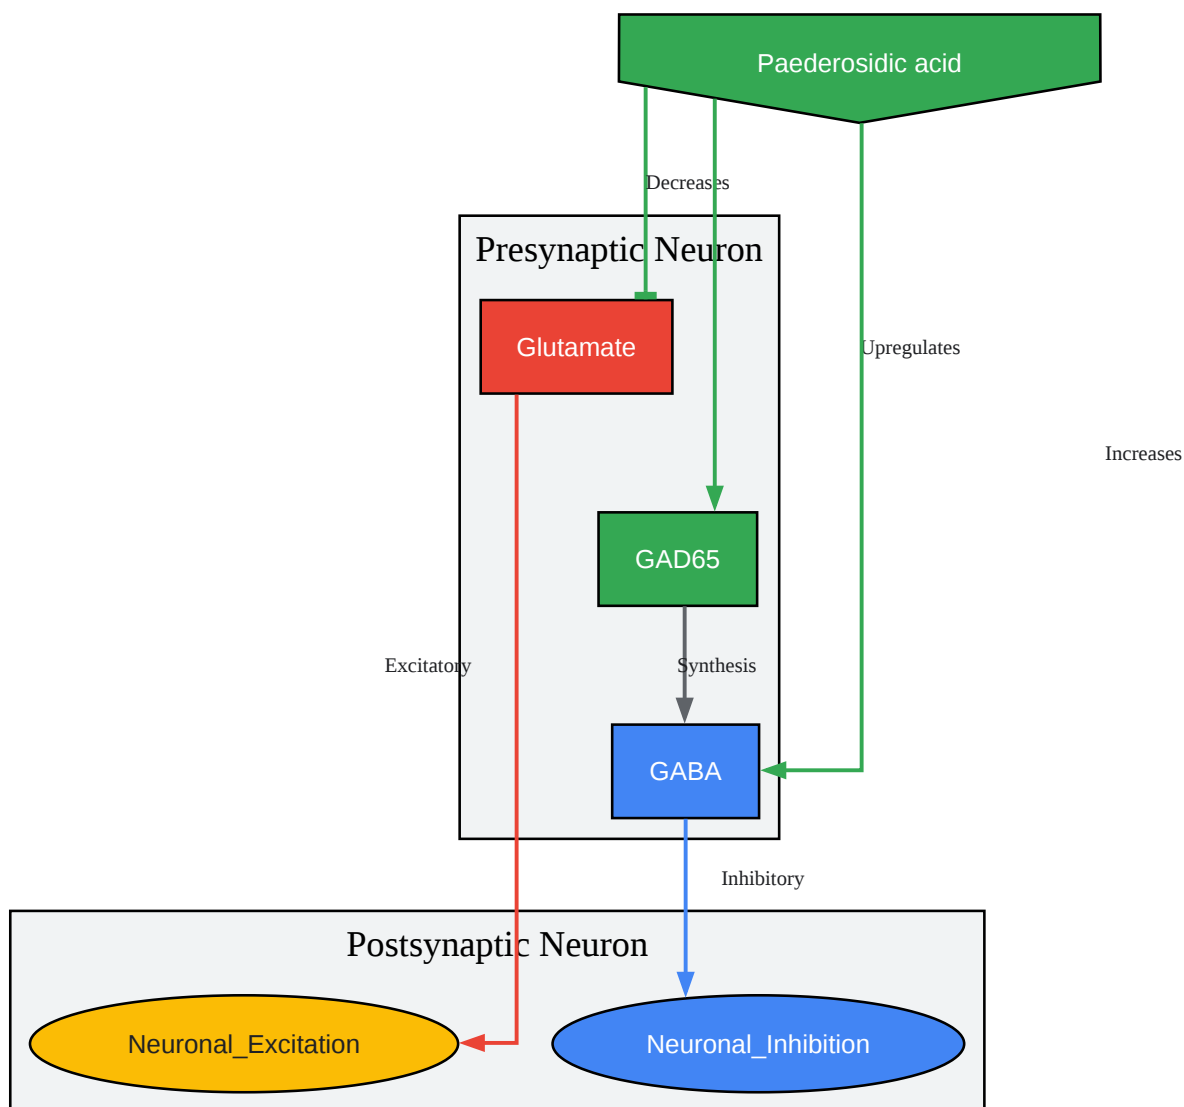 Paederosidic acid
Decreases
Presynaptic Neuron
Glutamate
Upregulates
Increases
GAD65
Excitatory
Synthesis
GABA
Inhibitory
Postsynaptic Neuron
Neuronal_Excitation
Neuronal_Inhibition